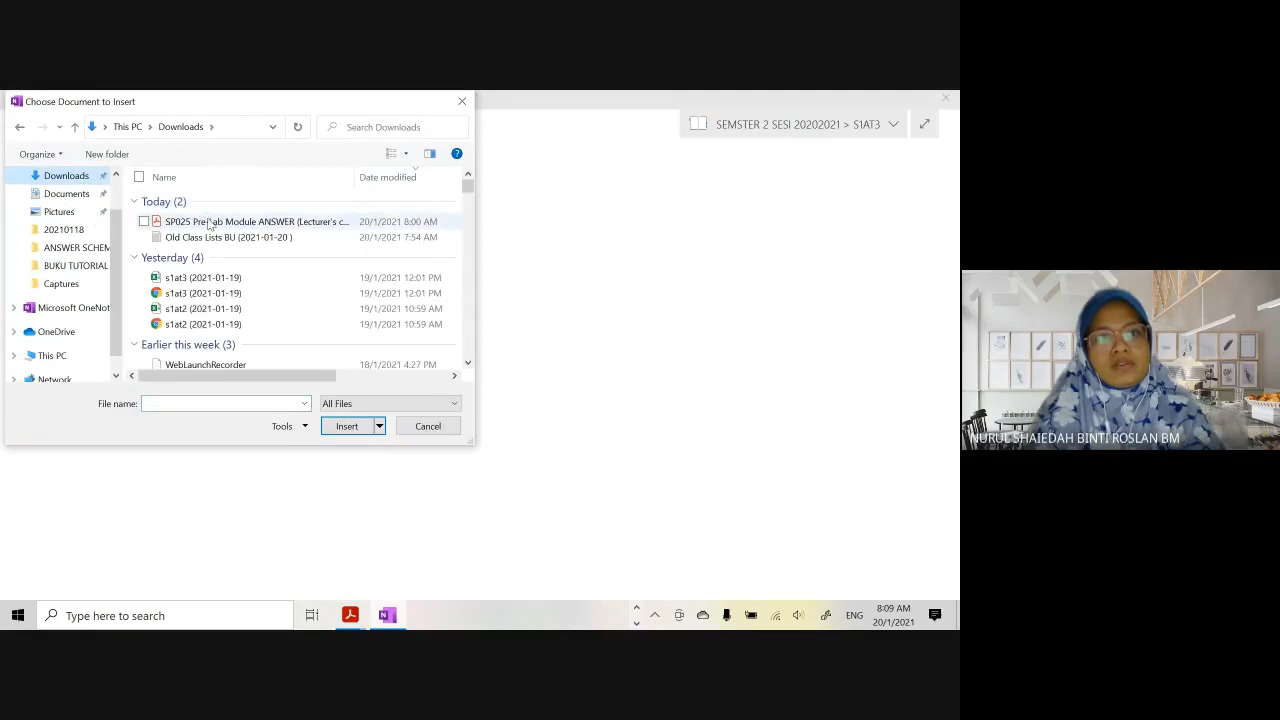 Choose Document to Insert
This PC > Downloads >
Search Downloads
SEMSTER 2 SESI 20202021 > S1AT3
Organize
New folder
Downloads
Documents
Pictures
20210118
ANSWER SCHEM
BUKU TUTORIAL
Captures
Microsoft OneNot
OneDrive
This PC
Network
Name
Date modified
Today (2)
SP025 Pre-Lab Module ANSWER (Lecturer's c... 20/1/2021 8:00 AM
Old Class Lists BU (2021-01-20 ) 20/1/2021 7:54 AM
Yesterday (4)
s1at3 (2021-01-19) 19/1/2021 12:01 PM
s1at3 (2021-01-19) 19/1/2021 12:01 PM
s1at2 (2021-01-19) 19/1/2021 10:59 AM
s1at2 (2021-01-19) 19/1/2021 10:59 AM
Earlier this week (3)
WebLaunchRecorder 18/1/2021 4:27 PM
File name:
All Files
Tools
Insert
Cancel
NURUL SHAIEDAH BINTI ROSLAN BM
Type here to search
ENG
8:09 AM
20/1/2021